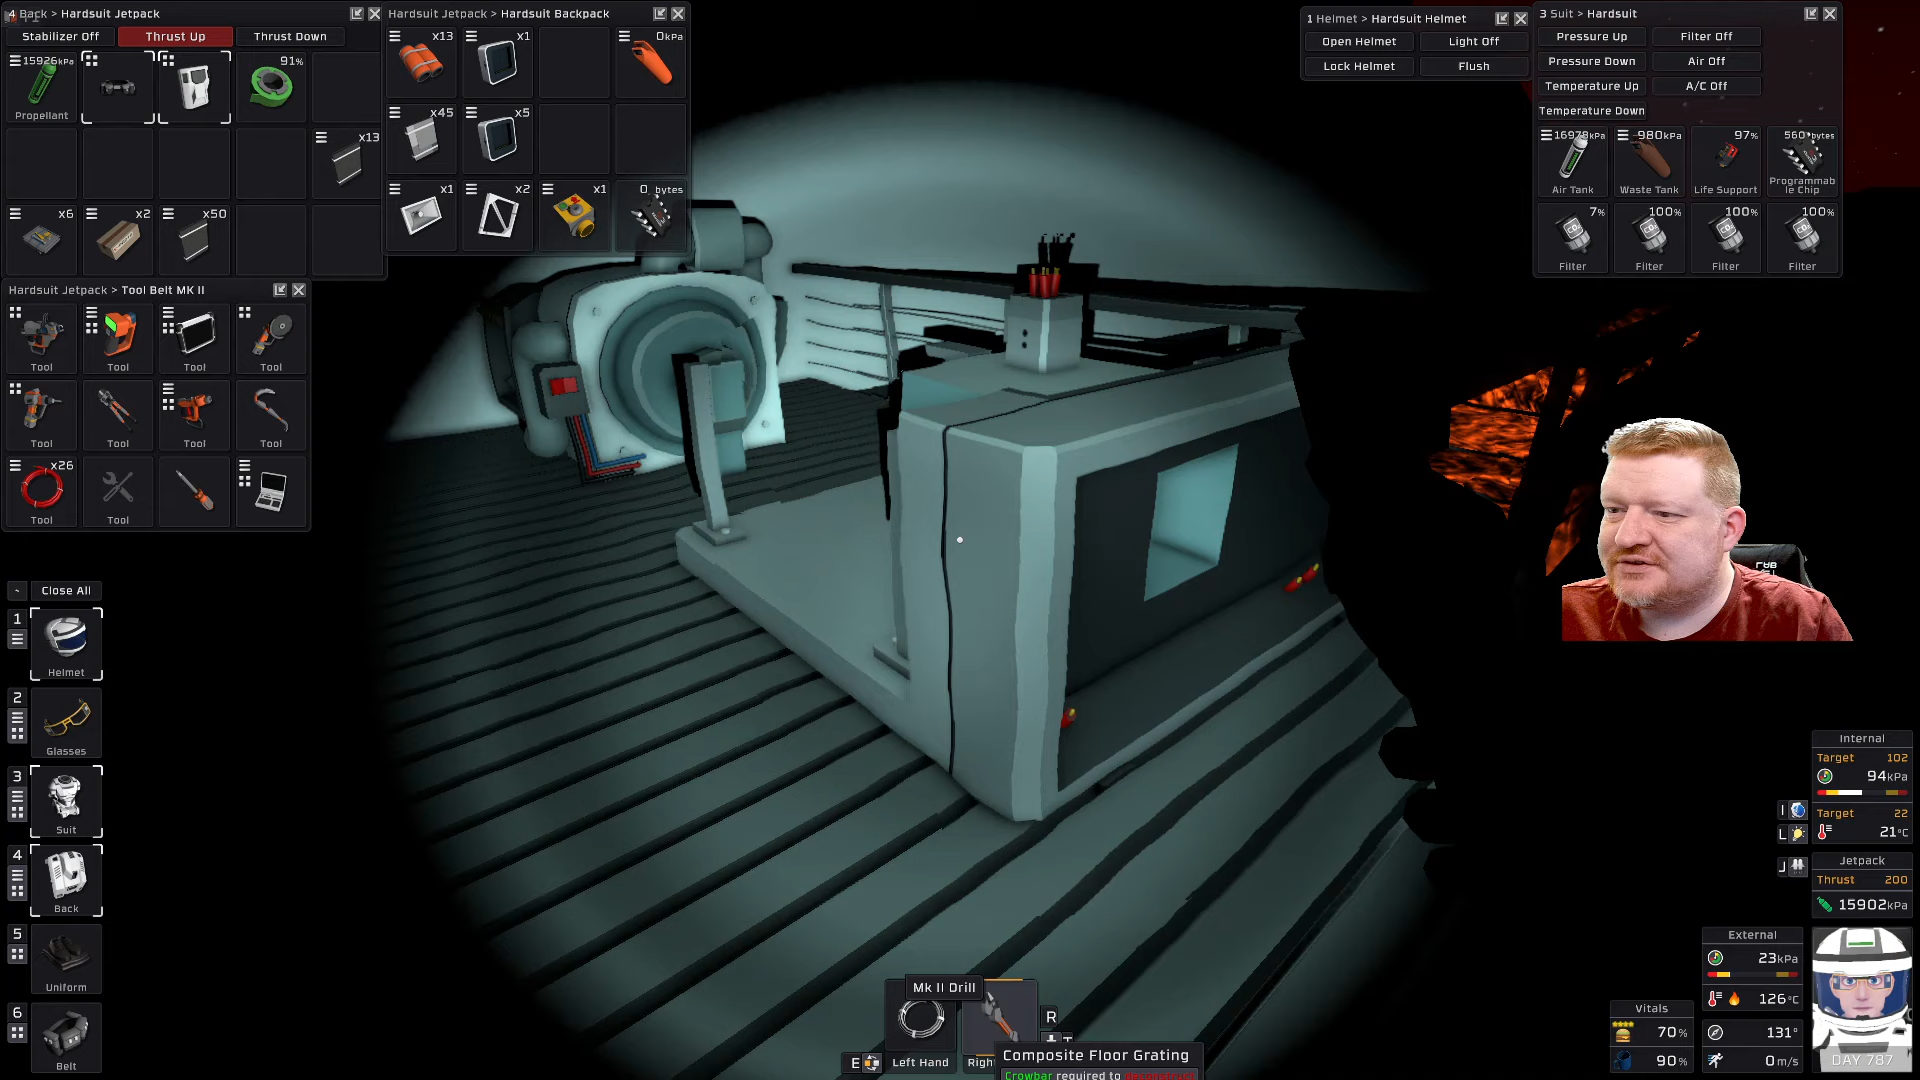 4 Back > Hardsuit Jetpack
Stabilizer Off
Thrust Up
Thrust Down
15926kPa
91%
Propellant
x13
x6
x2
x50
Hardsuit Jetpack > Hardsuit Backpack
x13
x1
0kPa
x45
x5
x1
x2
x1
0 bytes
Hardsuit Jetpack > Tool Belt MK II
Tool
Tool
Tool
Tool
Tool
Tool
Tool
Tool
x26
Tool
Tool
1 Helmet > Hardsuit Helmet
Open Helmet
Light Off
Lock Helmet
Flush
3 Suit > Hardsuit
Pressure Up
Filter Off
Pressure Down
Air Off
Temperature Up
A/C Off
Temperature Down
16978kPa
-980kPa
97%
560 bytes
Air Tank
Waste Tank
Life Support
Programmab
le Chip
7%
100%
100%
100%
Filter
Filter
Filter
Filter
~
Close All
1
Helmet
2
Glasses
3
Suit
4
Back
5
Uniform
6
Belt
Mk II Drill
R
E
Left Hand
Righ
Composite Floor Grating
Crowbar required to
Internal
Target 102
94kPa
I
Target 22
L
21°C
J
Jetpack
Thrust 200
15902kPa
External
23kPa
126°C
131°
0m/s
Vitals
70%
90%
DAY 787